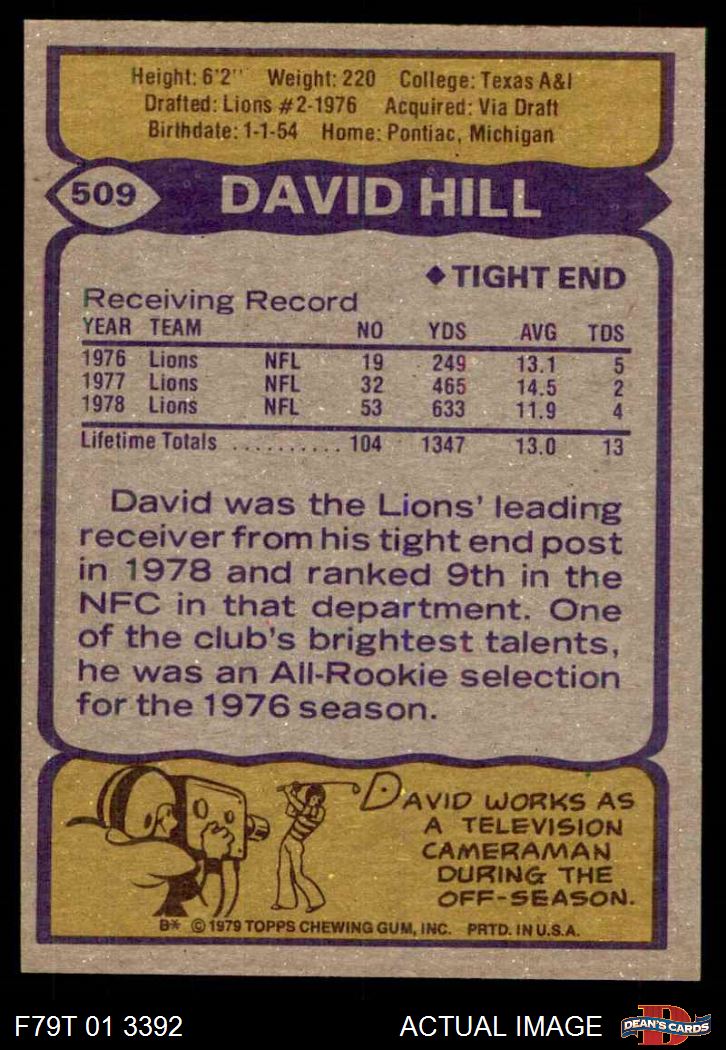 Height: 6'2" Weight: 220 College: Texas A&I
Drafted: Lions #2-1976 Acquired: Via Draft
Birthdate: 1-1-54 Home: Pontiac, Michigan
509 DAVID HILL
◆ TIGHT END
Receiving Record
YEAR TEAM NO YDS AVG TDS
1976 Lions NFL 19 249 13.1 5
1977 Lions NFL 32 465 14.5 2
1978 Lions NFL 53 633 11.9 4
Lifetime Totals .......... 104 1347 13.0 13
David was the Lions' leading
receiver from his tight end post
in 1978 and ranked 9th in the
NFC in that department. One
of the club's brightest talents,
he was an All-Rookie selection
for the 1976 season.
DAVID WORKS AS
A TELEVISION
CAMERAMAN
DURING THE
OFF-SEASON.
B* © 1979 TOPPS CHEWING GUM, INC. PRTD. IN U.S.A.
F79T 01 3392 ACTUAL IMAGE D DEAN'S CARDS